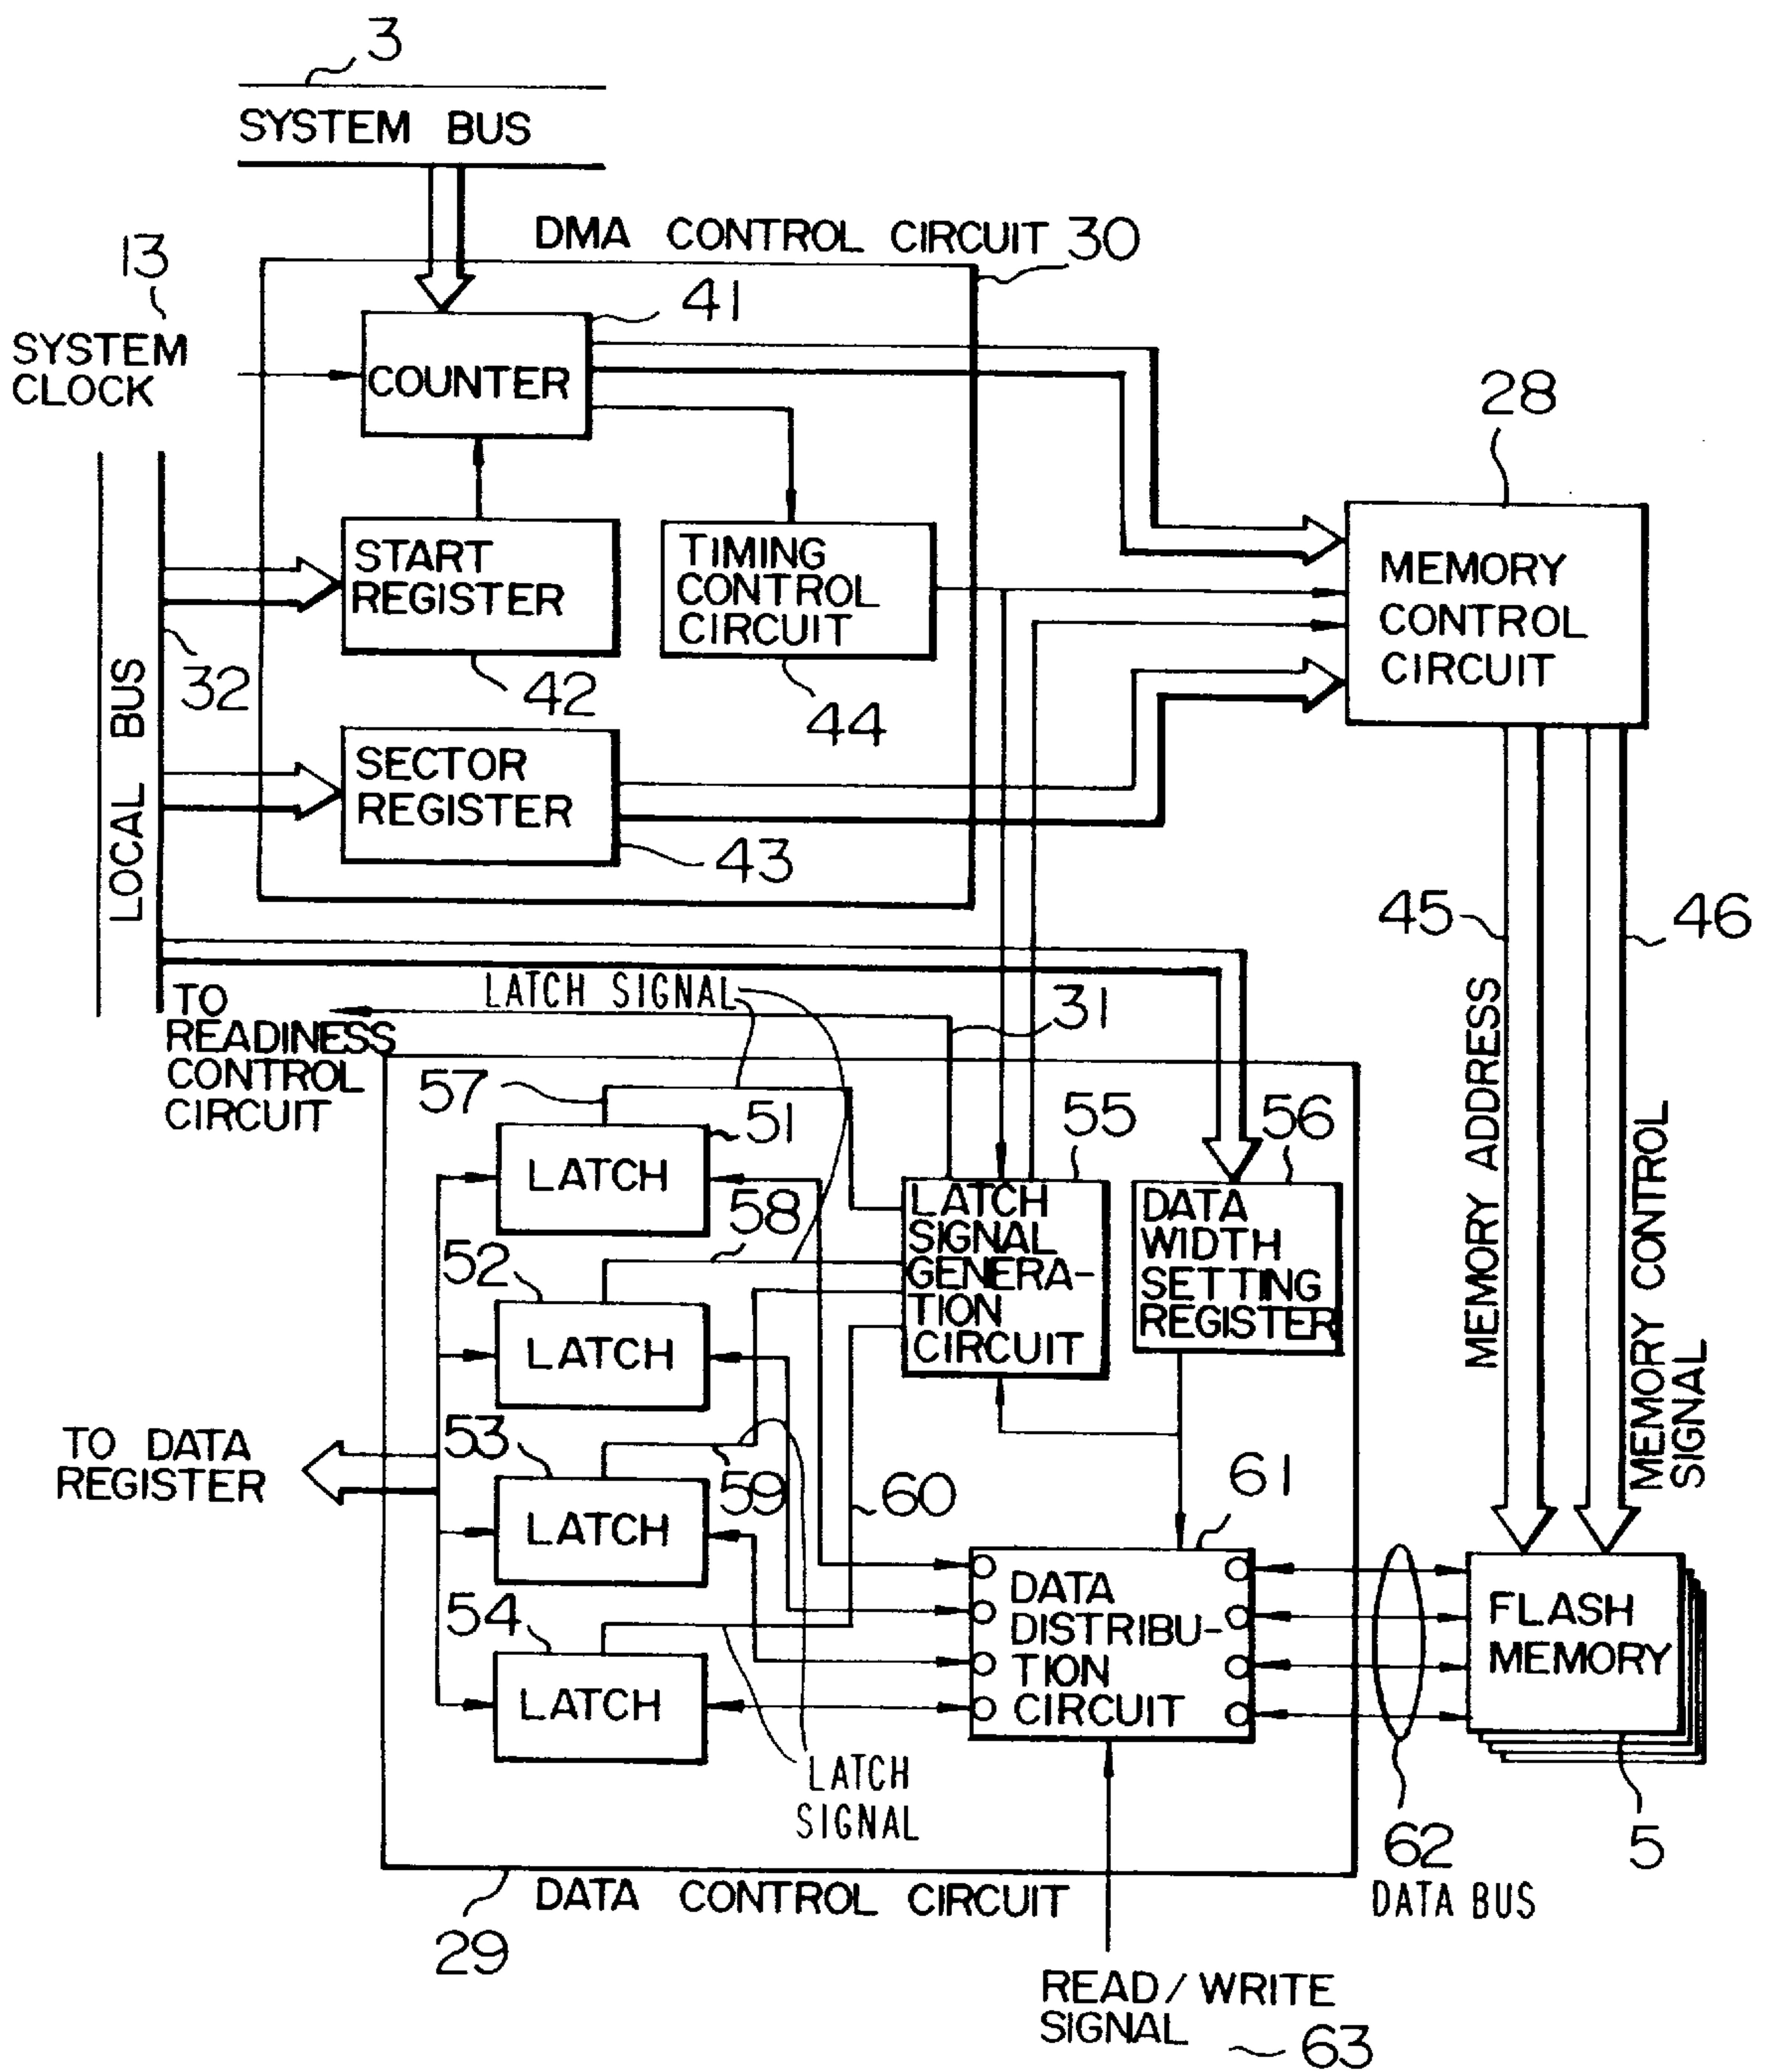 3
SYSTEM BUS
DMA CONTROL CIRCUIT 30
13
SYSTEM
CLOCK
41
COUNTER
28
START
REGISTER
42
TIMING
CONTROL
CIRCUIT
44
MEMORY
CONTROL
CIRCUIT
LOCAL BUS
32
SECTOR
REGISTER
43
45
46
MEMORY ADDRESS
MEMORY CONTROL
SIGNAL
TO
READINESS
CONTROL
CIRCUIT
LATCH SIGNAL
31
57
51
LATCH
58
52
LATCH
53
LATCH
59
54
LATCH
60
55
LATCH
SIGNAL
GENERA-
TION
CIRCUIT
56
DATA
WIDTH
SETTING
REGISTER
TO DATA
REGISTER
61
DATA
DISTRIBU-
TION
CIRCUIT
FLASH
MEMORY
LATCH
SIGNAL
62
DATA BUS
5
29
DATA CONTROL CIRCUIT
READ/WRITE
SIGNAL
63